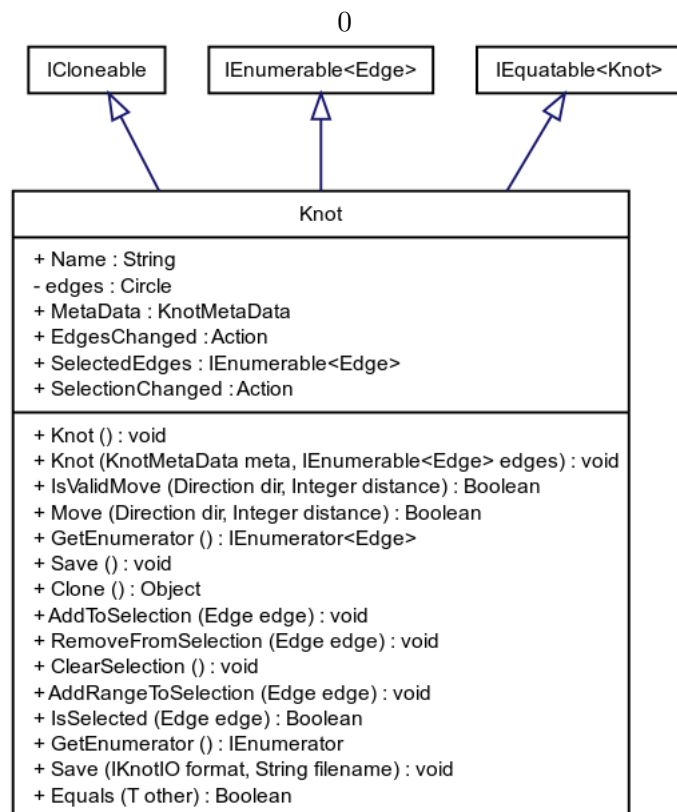 0
ICloneable
IEnumerable<Edge>
IEquatable<Knot>
Knot
+ Name : String
- edges : Circle
+ MetaData : KnotMetaData
+ EdgesChanged : Action
+ SelectedEdges : IEnumerable<Edge>
+ SelectionChanged : Action
+ Knot () : void
+ Knot (KnotMetaData meta, IEnumerable<Edge> edges) : void
+ IsValidMove (Direction dir, Integer distance) : Boolean
+ Move (Direction dir, Integer distance) : Boolean
+ GetEnumerator () : IEnumerator<Edge>
+ Save () : void
+ Clone () : Object
+ AddToSelection (Edge edge) : void
+ RemoveFromSelection (Edge edge) : void
+ ClearSelection () : void
+ AddRangeToSelection (Edge edge) : void
+ IsSelected (Edge edge) : Boolean
+ GetEnumerator () : IEnumerator
+ Save (IKnotIO format, String filename) : void
+ Equals (T other) : Boolean